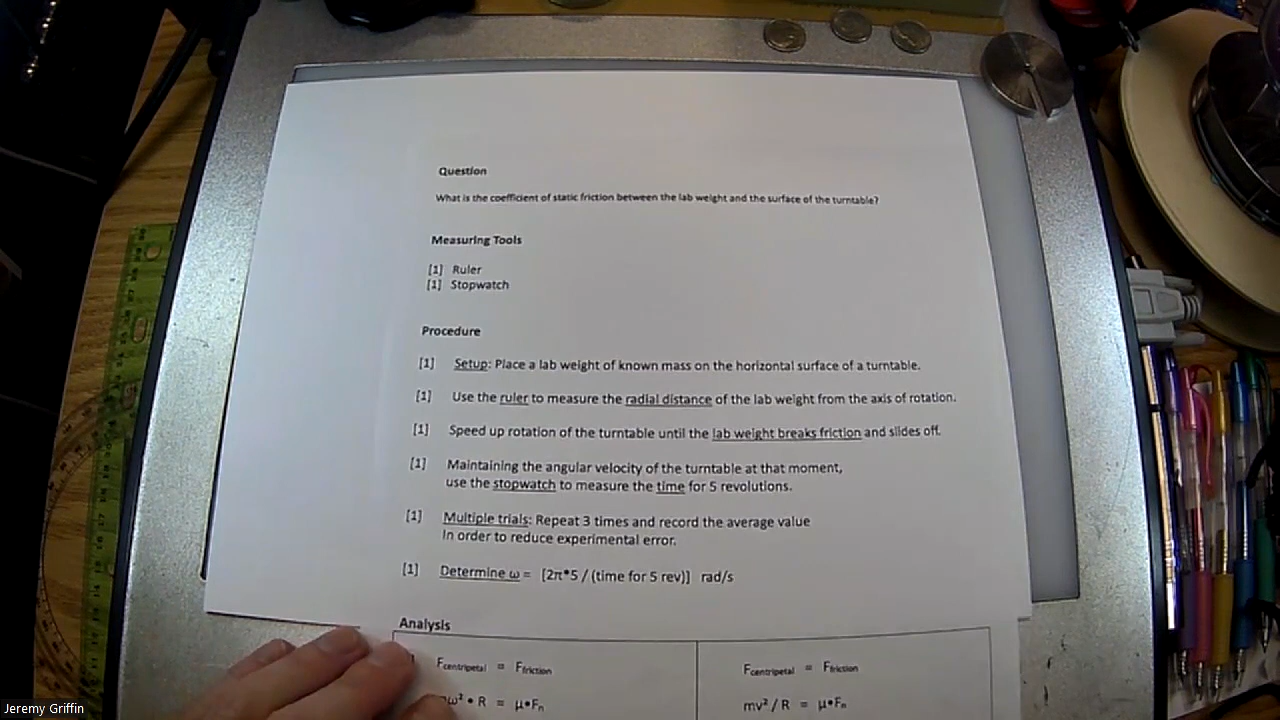 Question
What is the coefficient of static friction between the lab weight and the surface of the turntable?
Measuring Tools
[1] Ruler
[1] Stopwatch
Procedure
[1] Setup: Place a lab weight of known mass on the horizontal surface of a turntable.
[1] Use the ruler to measure the radial distance of the lab weight from the axis of rotation.
[1] Speed up rotation of the turntable until the lab weight breaks friction and slides off.
[1] Maintaining the angular velocity of the turntable at that moment,
use the stopwatch to measure the time for 5 revolutions.
[1] Multiple trials: Repeat 3 times and record the average value
in order to reduce experimental error.
[1] Determine ω = [2π*5 / (time for 5 rev)] rad/s
Analysis
Fcentripetal = Ffriction
ω² • R = μ•Fn
Fcentripetal = Ffriction
mv² / R = μ•Fn
Jeremy Griffin